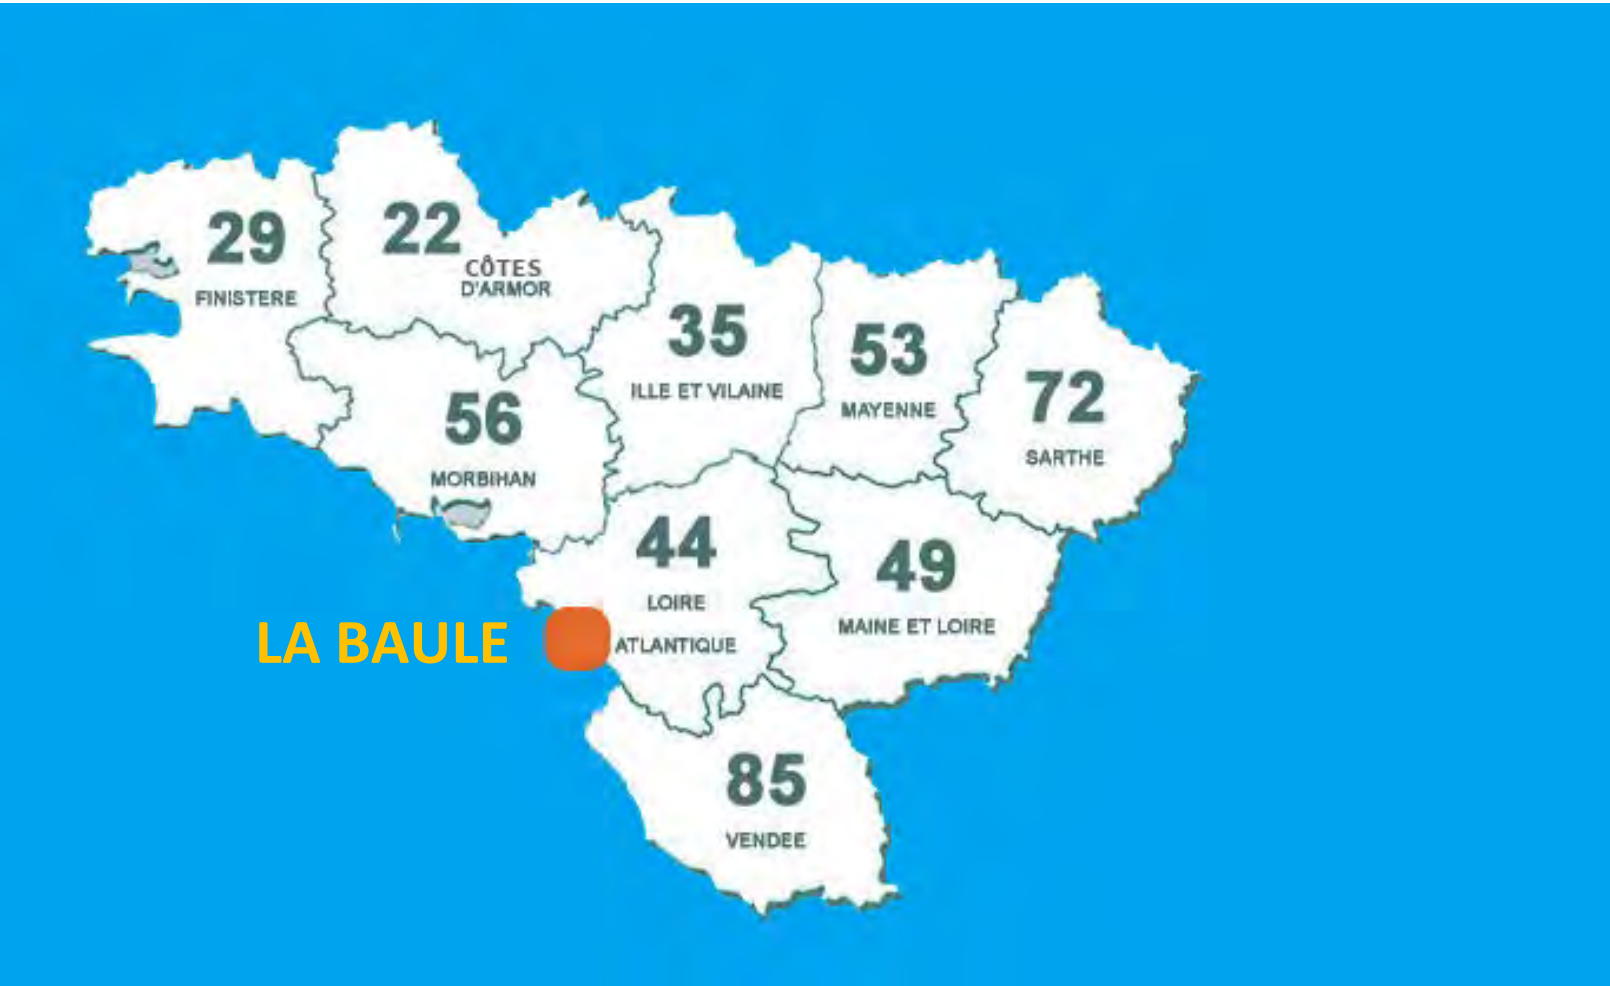 29
FINISTERE
22
CÔTES
D'ARMOR
35
ILLE ET VILAINE
53
MAYENNE
72
SARTHE
56
MORBIHAN
44
LOIRE
ATLANTIQUE
49
MAINE ET LOIRE
LA BAULE
85
VENDEE